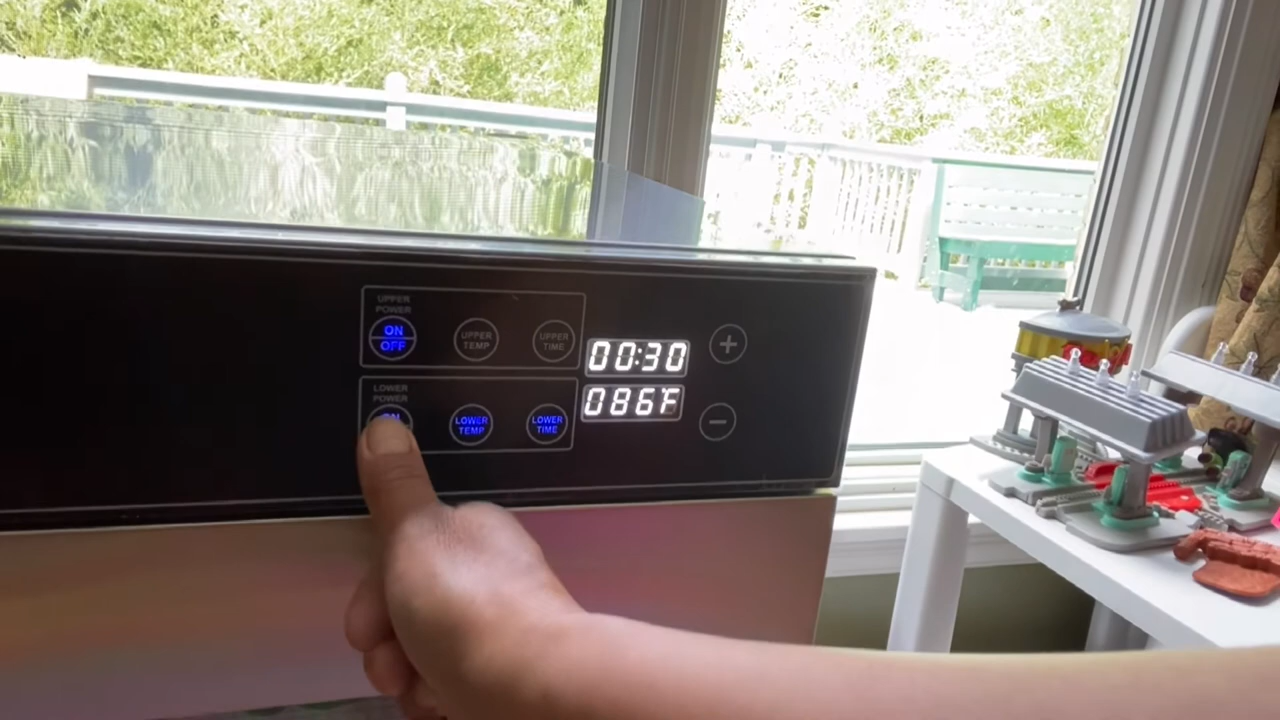 UPPER
POWER
ON
OFF
UPPER
TEMP
UPPER
TIME
00:30
LOWER
POWER
LOWER
TEMP
LOWER
TIME
086°F
+
−